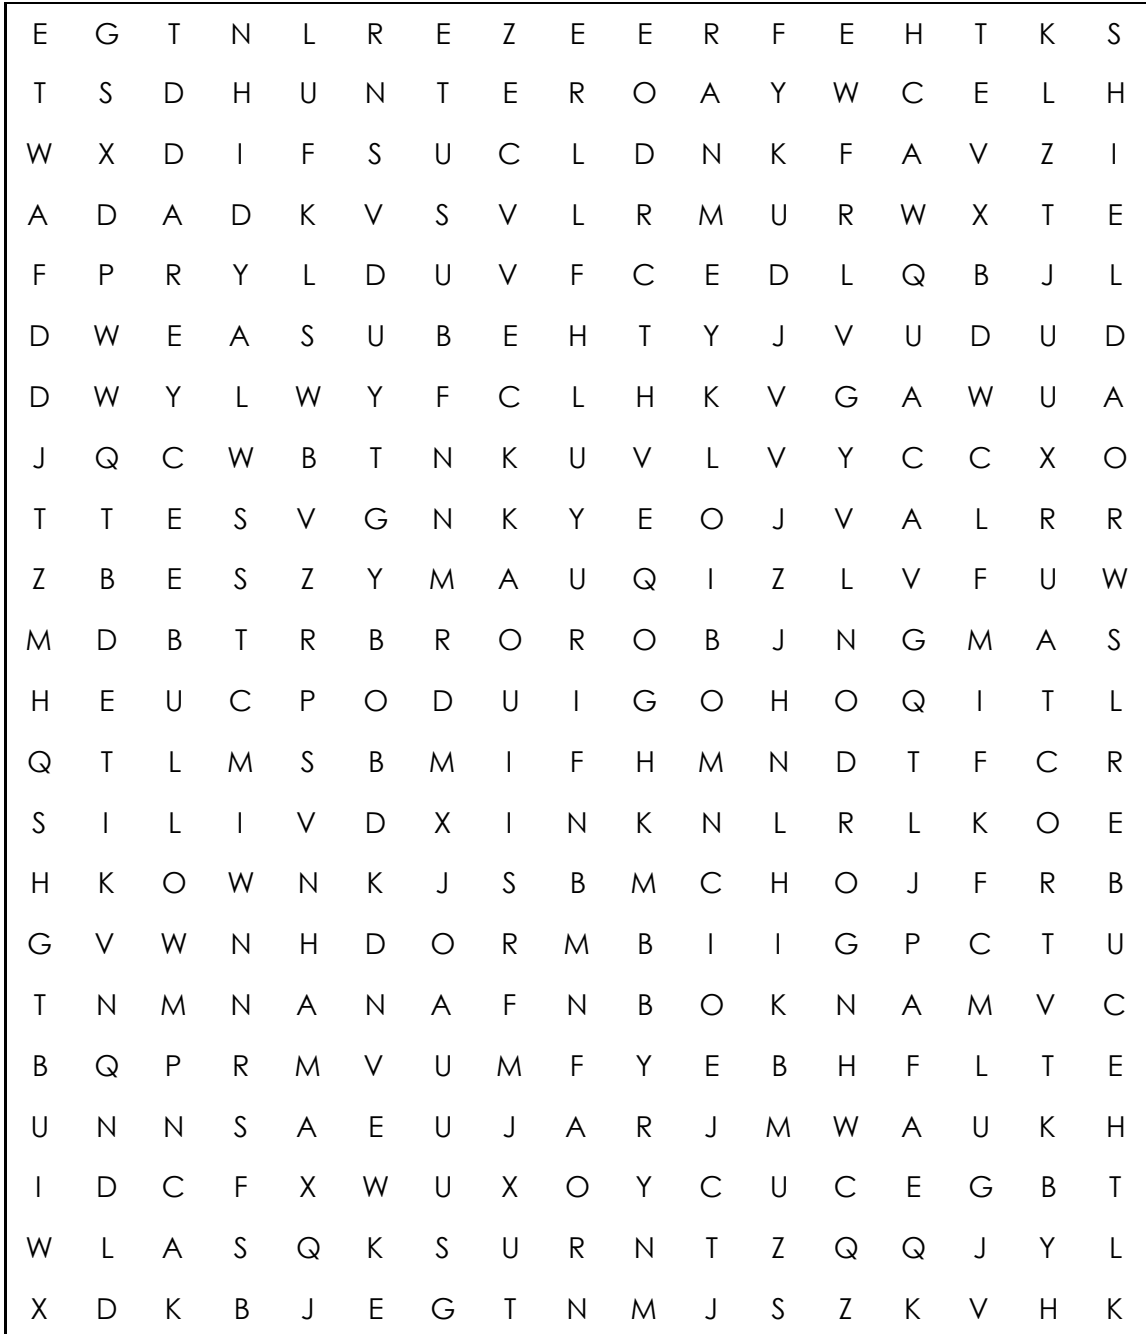 E G T N L R E Z E E R F E H T K S
T S D H U N T E R O A Y W C E L H
W X D I F S U C L D N K F A V Z I
A D A D K V S V L R M U R W X T E
F P R Y L D U V F C E D L Q B J L
D W E A S U B E H T Y J V U D U D
D W Y L W Y F C L H K V G A W U A
J Q C W B T N K U V L V Y C C X O
T T E S V G N K Y E O J V A L R R
Z B E S Z Y M A U Q I Z L V F U W
M D B T R B R O R O B J N G M A S
H E U C P O D U I G O H O Q I T L
Q T L M S B M I F H M N D T F C R
S I L I V D X I N K N L R L K O E
H K O W N K J S B M C H O J F R B
G V W N H D O R M B I I G P C T U
T N M N A N A F N B O K N A M V C
B Q P R M V U M F Y E B H F L T E
U N N S A E U J A R J M W A U K H
I D C F X W U X O Y C U C E G B T
W L A S Q K S U R N T Z Q Q J Y L
X D K B J E G T N M J S Z K V H K